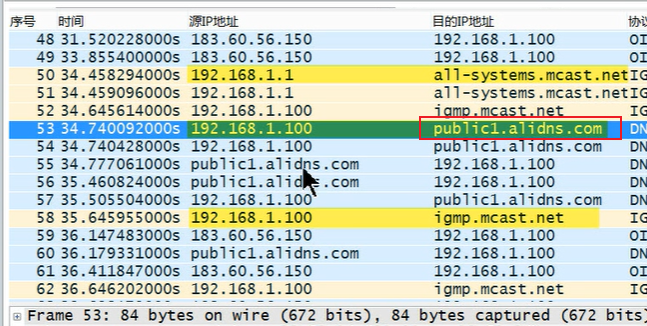 序号 时间 源IP地址 目的IP地址 协议
48 31.520228000s 183.60.56.150 192.168.1.100 OI
49 33.855400000s 183.60.56.150 192.168.1.100 OI
50 34.458294000s 192.168.1.1 all-systems.mcast.net IG
51 34.459096000s 192.168.1.1 all-systems.mcast.net IG
52 34.645614000s 192.168.1.100 igmp.mcast.net IG
53 34.740092000s 192.168.1.100 public1.alidns.com DN
54 34.740428000s 192.168.1.100 public1.alidns.com DN
55 34.777061000s public1.alidns.com 192.168.1.100 DN
56 35.460824000s public1.alidns.com 192.168.1.100 DN
57 35.505504000s 192.168.1.100 public1.alidns.com DN
58 35.645955000s 192.168.1.100 igmp.mcast.net IG
59 36.147483000s 183.60.56.150 192.168.1.100 OI
60 36.179331000s public1.alidns.com 192.168.1.100 DN
61 36.411847000s 183.60.56.150 192.168.1.100 OI
62 36.646202000s 192.168.1.100 igmp.mcast.net IG
Frame 53: 84 bytes on wire (672 bits), 84 bytes captured (672 bits)